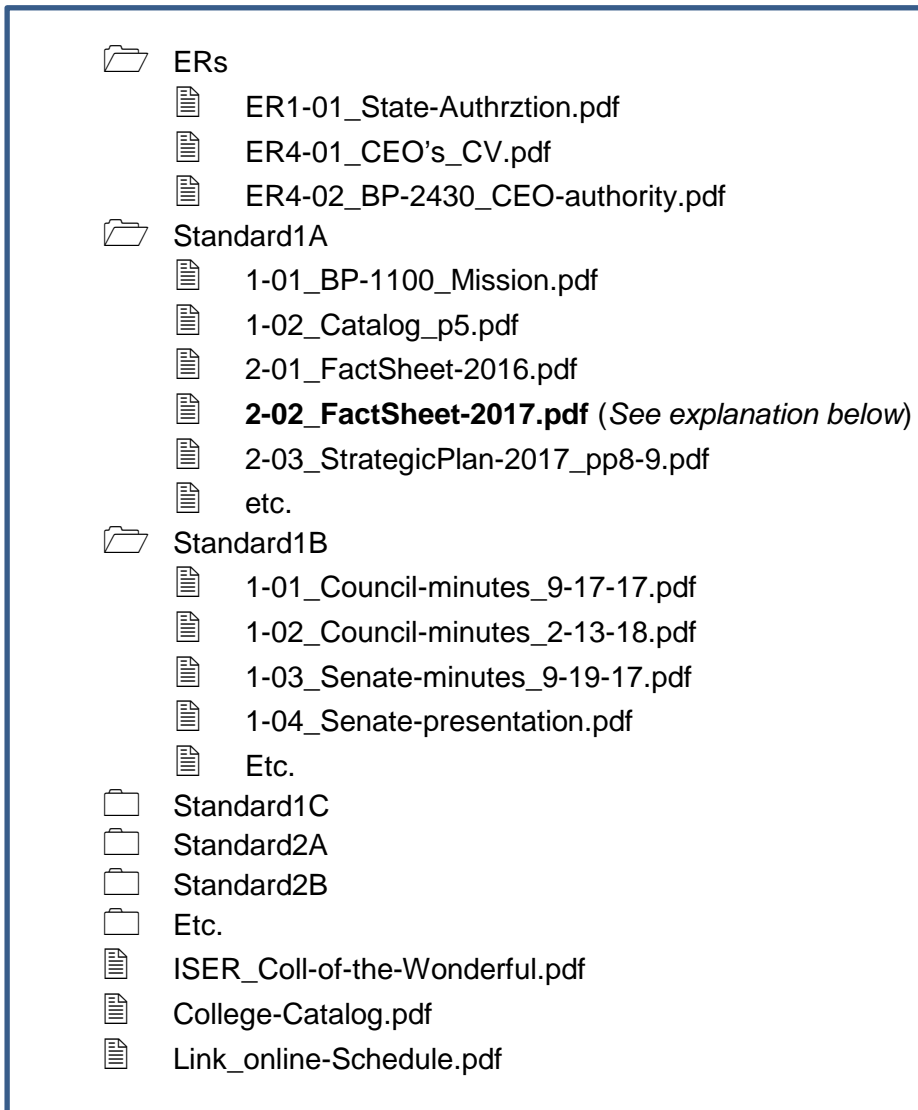 ERs
ER1-01_State-Authrztion.pdf
ER4-01_CEO’s_CV.pdf
ER4-02_BP-2430_CEO-authority.pdf
Standard1A
1-01_BP-1100_Mission.pdf
1-02_Catalog_p5.pdf
2-01_FactSheet-2016.pdf
2-02_FactSheet-2017.pdf (See explanation below)
2-03_StrategicPlan-2017_pp8-9.pdf
etc.
Standard1B
1-01_Council-minutes_9-17-17.pdf
1-02_Council-minutes_2-13-18.pdf
1-03_Senate-minutes_9-19-17.pdf
1-04_Senate-presentation.pdf
Etc.
Standard1C
Standard2A
Standard2B
Etc.
ISER_Coll-of-the-Wonderful.pdf
College-Catalog.pdf
Link_online-Schedule.pdf